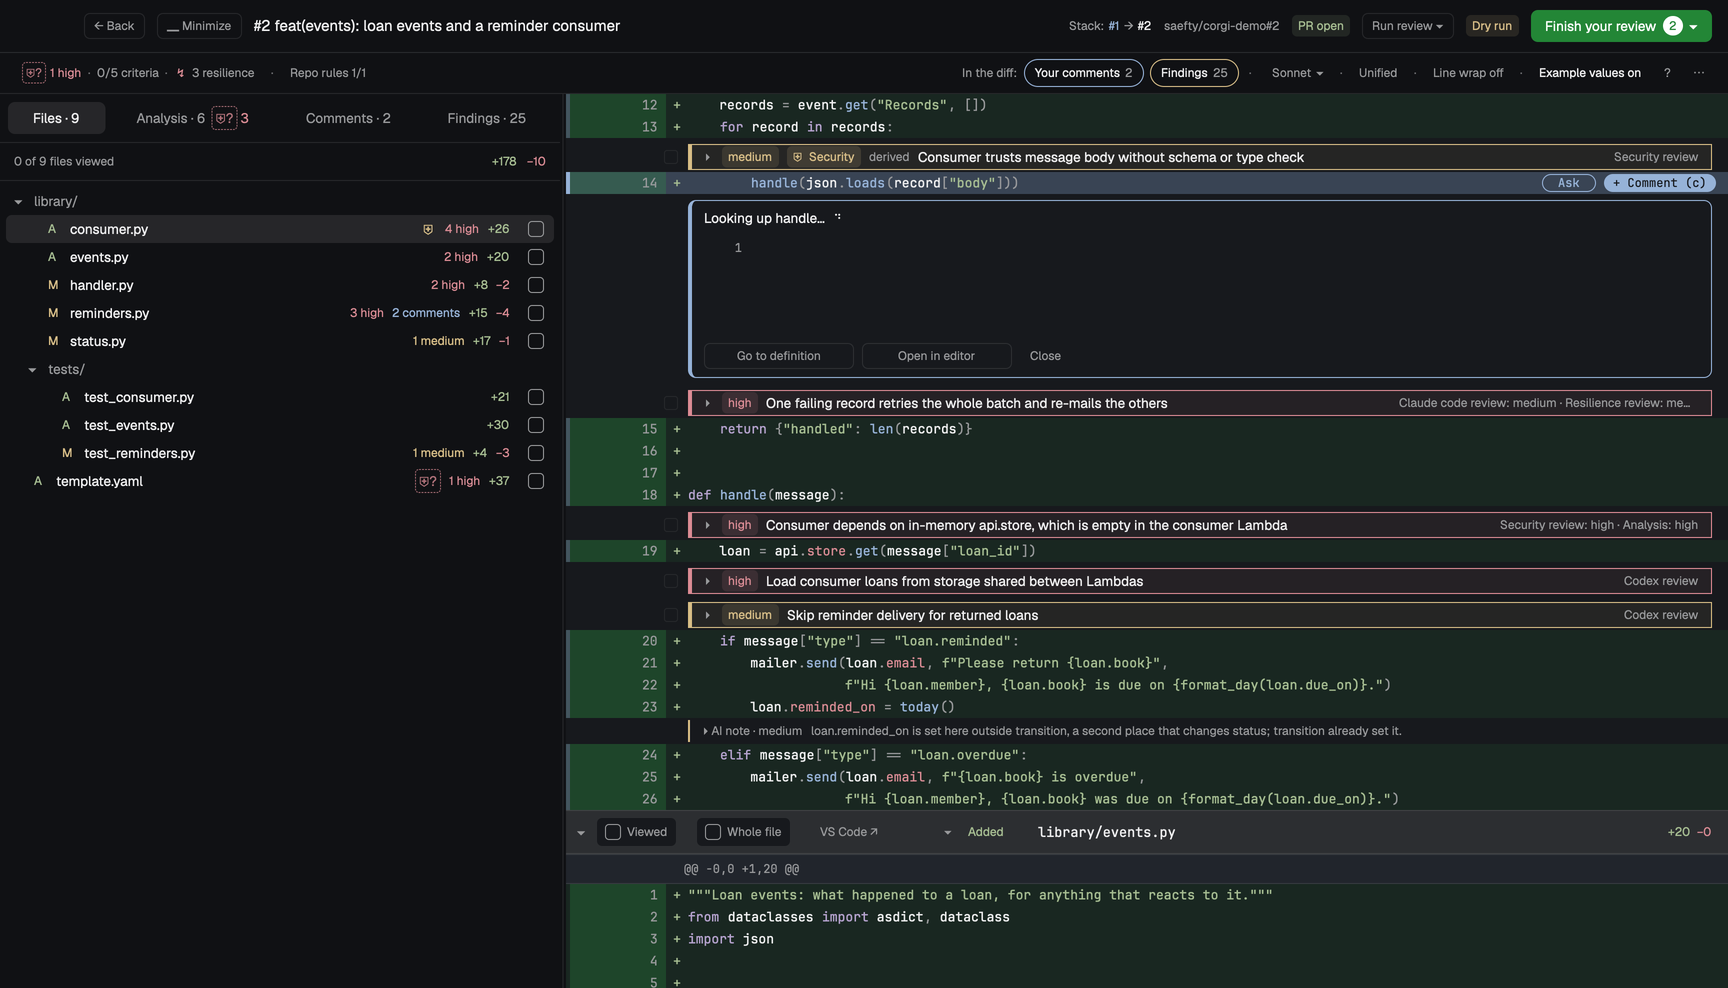 ← Back
Minimize
#2 feat(events): loan events and a reminder consumer
Stack: #1 → #2
saefty/corgi-demo#2
PR open
Run review
Dry run
Finish your review 2
? 1 high · 0/5 criteria · 3 resilience · Repo rules 1/1
In the diff: Your comments 2 Findings 25 · Sonnet · Unified · Line wrap off · Example values on ? ···
Files · 9
Analysis · 6 ? 3
Comments · 2
Findings · 25
0 of 9 files viewed +178 −10
library/
A consumer.py 4 high +26
A events.py 2 high +20
M handler.py 2 high +8 −2
M reminders.py 3 high 2 comments +15 −4
M status.py 1 medium +17 −1
tests/
A test_consumer.py +21
A test_events.py +30
M test_reminders.py 1 medium +4 −3
A template.yaml ? 1 high +37
12 + records = event.get("Records", [])
13 + for record in records:
medium Security derived Consumer trusts message body without schema or type check Security review
14 + handle(json.loads(record["body"])) Ask + Comment (c)
Looking up handle…
1
Go to definition
Open in editor
Close
high One failing record retries the whole batch and re-mails the others Claude code review: medium · Resilience review: me...
15 + return {"handled": len(records)}
16 +
17 +
18 + def handle(message):
high Consumer depends on in-memory api.store, which is empty in the consumer Lambda Security review: high · Analysis: high
19 + loan = api.store.get(message["loan_id"])
high Load consumer loans from storage shared between Lambdas Codex review
medium Skip reminder delivery for returned loans Codex review
20 + if message["type"] == "loan.reminded":
21 + mailer.send(loan.email, f"Please return {loan.book}",
22 + f"Hi {loan.member}, {loan.book} is due on {format_day(loan.due_on)}.")
23 + loan.reminded_on = today()
AI note · medium loan.reminded_on is set here outside transition, a second place that changes status; transition already set it.
24 + elif message["type"] == "loan.overdue":
25 + mailer.send(loan.email, f"{loan.book} is overdue",
26 + f"Hi {loan.member}, {loan.book} was due on {format_day(loan.due_on)}.")
Viewed
Whole file
VS Code ↗
Added
library/events.py
+20 −0
@@ -0,0 +1,20 @@
1 + """Loan events: what happened to a loan, for anything that reacts to it."""
2 + from dataclasses import asdict, dataclass
3 + import json
4 +
5 +